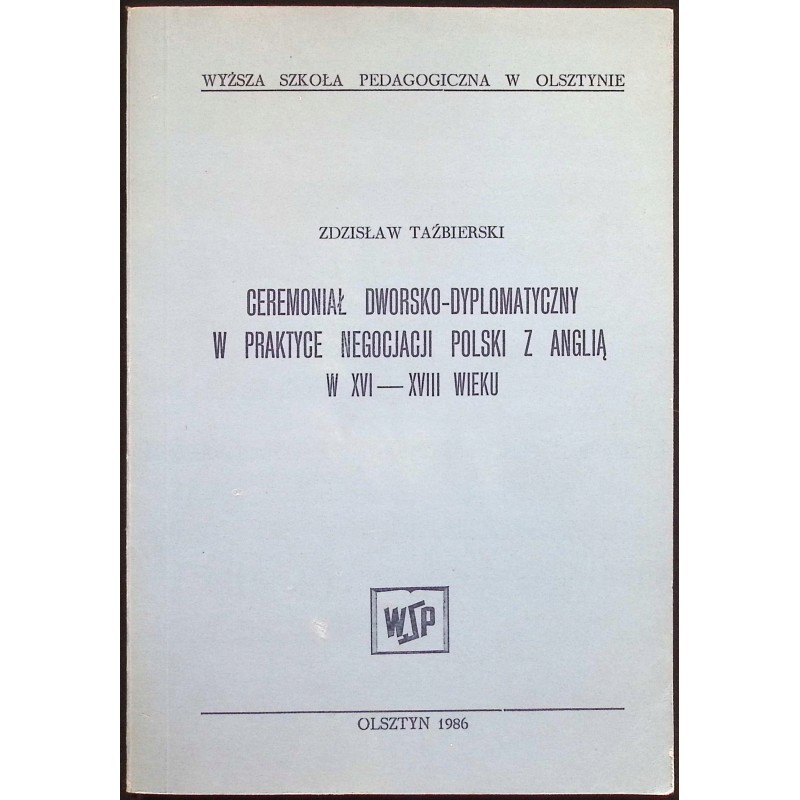 WYŻSZA SZKOŁA PEDAGOGICZNA W OLSZTYNIE
ZDZISŁAW TAŹBIERSKI
CEREMONIAŁ DWORSKO-DYPLOMATYCZNY
W PRAKTYCE NEGOCJACJI POLSKI Z ANGLIĄ
W XVI — XVIII WIEKU
WSP
OLSZTYN 1986